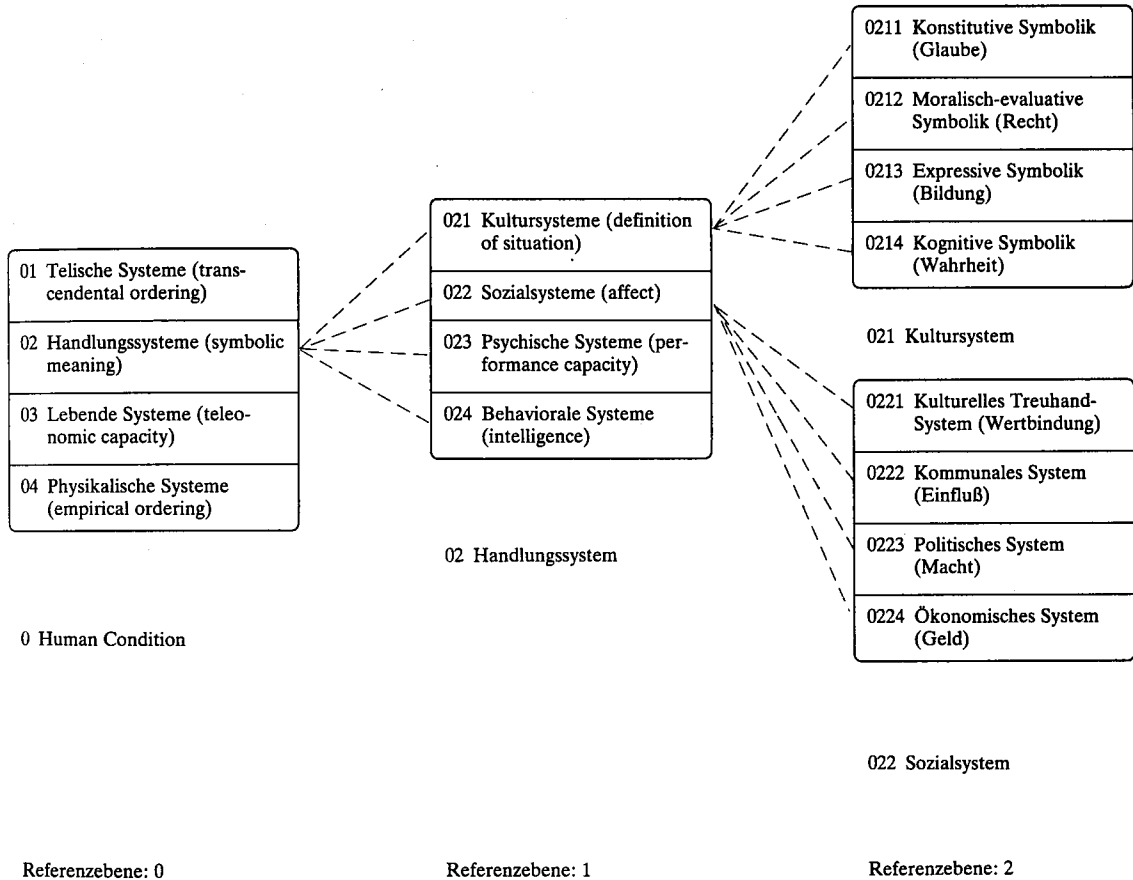 01 Telische Systeme (trans-
cendental ordering)
02 Handlungssysteme (symbolic
meaning)
03 Lebende Systeme (teleo-
nomic capacity)
04 Physikalische Systeme
(empirical ordering)
0 Human Condition
Referenzebene: 0
021 Kultursysteme (definition
of situation)
022 Sozialsysteme (affect)
023 Psychische Systeme (per-
formance capacity)
024 Behaviorale Systeme
(intelligence)
02 Handlungssystem
Referenzebene: 1
0211 Konstitutive Symbolik
(Glaube)
0212 Moralisch-evaluative
Symbolik (Recht)
0213 Expressive Symbolik
(Bildung)
0214 Kognitive Symbolik
(Wahrheit)
021 Kultursystem
0221 Kulturelles Treuhand-
System (Wertbindung)
0222 Kommunales System
(Einfluß)
0223 Politisches System
(Macht)
0224 Ökonomisches System
(Geld)
022 Sozialsystem
Referenzebene: 2